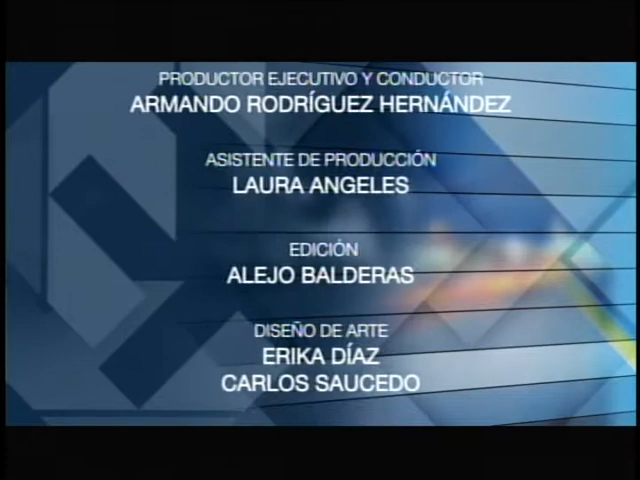 PRODUCTOR EJECUTIVO Y CONDUCTOR
ARMANDO RODRÍGUEZ HERNÁNDEZ
ASISTENTE DE PRODUCCIÓN
LAURA ANGELES
EDICIÓN
ALEJO BALDERAS
DISEÑO DE ARTE
ERIKA DÍAZ
CARLOS SAUCEDO